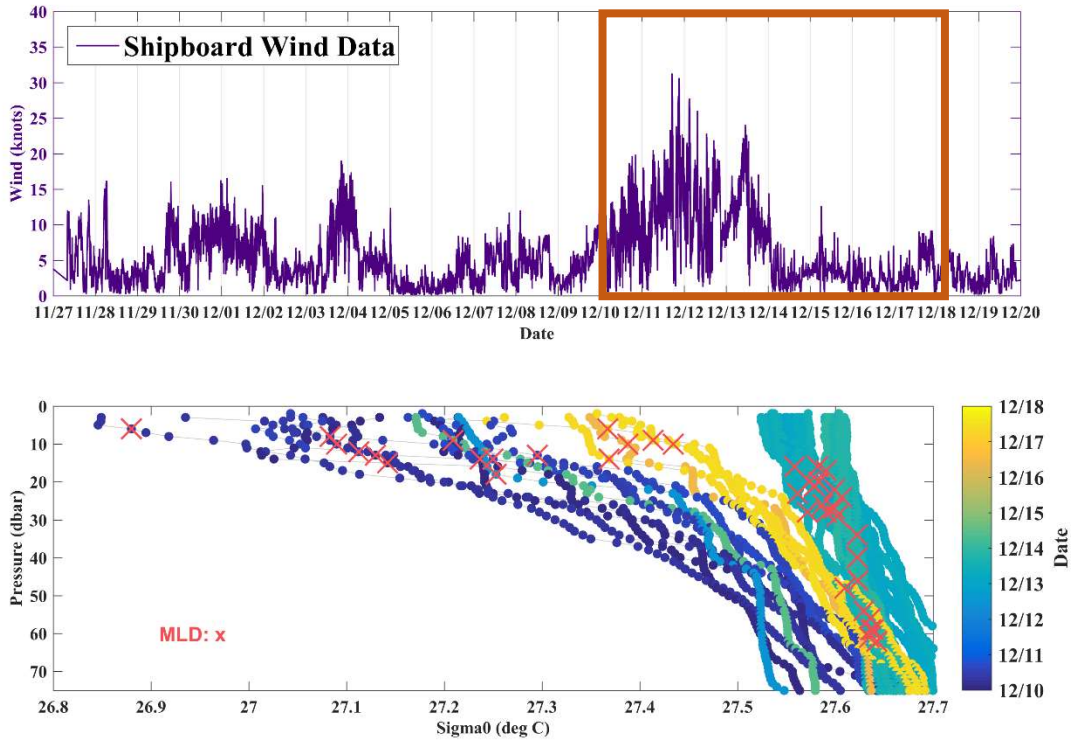 40
35
30
25
20
15
10
5
0
Wind (knots)
Shipboard Wind Data
11/27 11/28 11/29 11/30 12/01 12/02 12/03 12/04 12/05 12/06 12/07 12/08 12/09 12/10 12/11 12/12 12/13 12/14 12/15 12/16 12/17 12/18 12/19 12/20
Date
0
10
20
30
40
50
60
70
Pressure (dbar)
MLD: x
26.8 26.9 27 27.1 27.2 27.3 27.4 27.5 27.6 27.7
Sigma0 (deg C)
12/18
12/17
12/16
12/15
12/14
12/13
12/12
12/11
12/10
Date